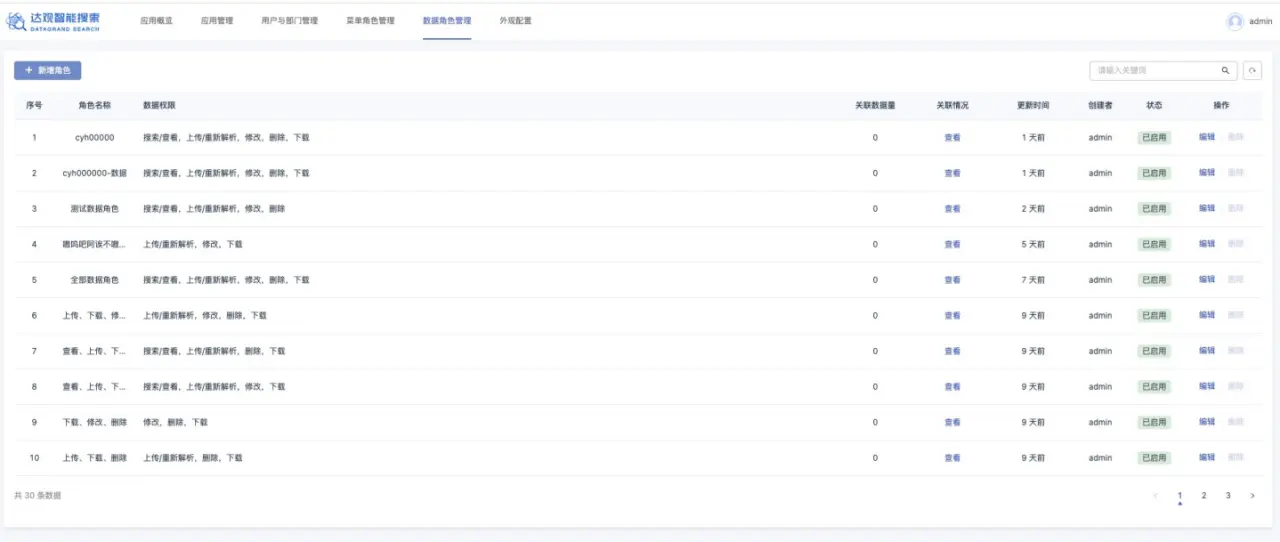 达观智能搜索 应用概览 应用管理 用户与部门管理 菜单角色管理 数据角色管理 外观配置 admin
DATAGRAND SEARCH
+ 新增角色 请输入关键词
序号 角色名称 数据权限 关联数据量 关联情况 更新时间 创建者 状态 操作
1 cyh00000 搜索/查看, 上传/重新解析, 修改, 删除, 下载 0 查看 1 天前 admin 已启用 编辑 删除
2 cyh000000-数据 搜索/查看, 上传/重新解析, 修改, 删除, 下载 0 查看 1 天前 admin 已启用 编辑 删除
3 测试数据角色 搜索/查看, 上传/重新解析, 修改, 删除 0 查看 2 天前 admin 已启用 编辑 删除
4 上传/重新解析, 修改, 下载 0 查看 5 天前 admin 已启用 编辑 删除
5 全部数据角色 搜索/查看, 上传/重新解析, 修改, 删除, 下载 0 查看 7 天前 admin 已启用 编辑 删除
6 上传、下载、修... 上传/重新解析, 修改, 删除, 下载 0 查看 9 天前 admin 已启用 编辑 删除
7 查看、上传、下... 搜索/查看, 上传/重新解析, 删除, 下载 0 查看 9 天前 admin 已启用 编辑 删除
8 查看、上传、下... 搜索/查看, 上传/重新解析, 修改, 下载 0 查看 9 天前 admin 已启用 编辑 删除
9 下载、修改、删除 修改, 删除, 下载 0 查看 9 天前 admin 已启用 编辑 删除
10 上传、下载、删除 上传/重新解析, 删除, 下载 0 查看 9 天前 admin 已启用 编辑 删除
共 30 条数据 < 1 2 3 >